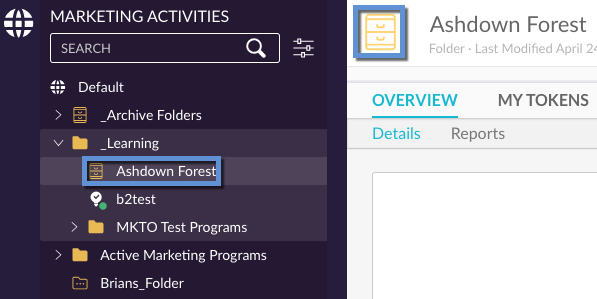 MARKETING ACTIVITIES
SEARCH
Default
_Archive Folders
_Learning
Ashdown Forest
b2test
MKTO Test Programs
Active Marketing Programs
Brians_Folder
Ashdown Forest
Folder · Last Modified April 24
OVERVIEW MY TOKENS
Details Reports